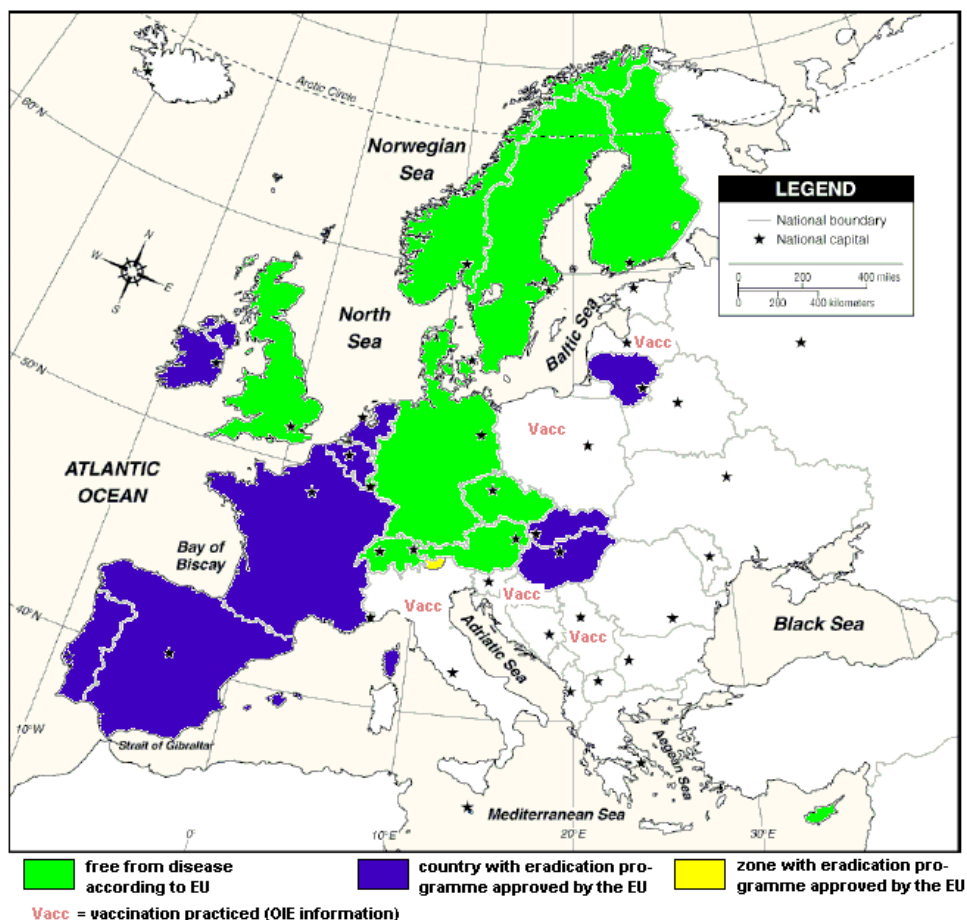 Arctic Circle
60°N
Norwegian
Sea
LEGEND
National boundary
National capital
0 200 400 miles
0 200 400 kilometers
N
W
E
S
North
Sea
Baltic Sea
Vacc
50°N
Vacc
ATLANTIC
OCEAN
Bay of
Biscay
Vacc
Vacc
Vacc
Adriatic Sea
Black Sea
40°N
10°W
Strait of Gibraltar
Aegean Sea
Mediterranean Sea
0°
10°E
20°E
30°E
free from disease
according to EU
country with eradication pro-
gramme approved by the EU
zone with eradication pro-
gramme approved by the EU
Vacc = vaccination practiced (OIE information)